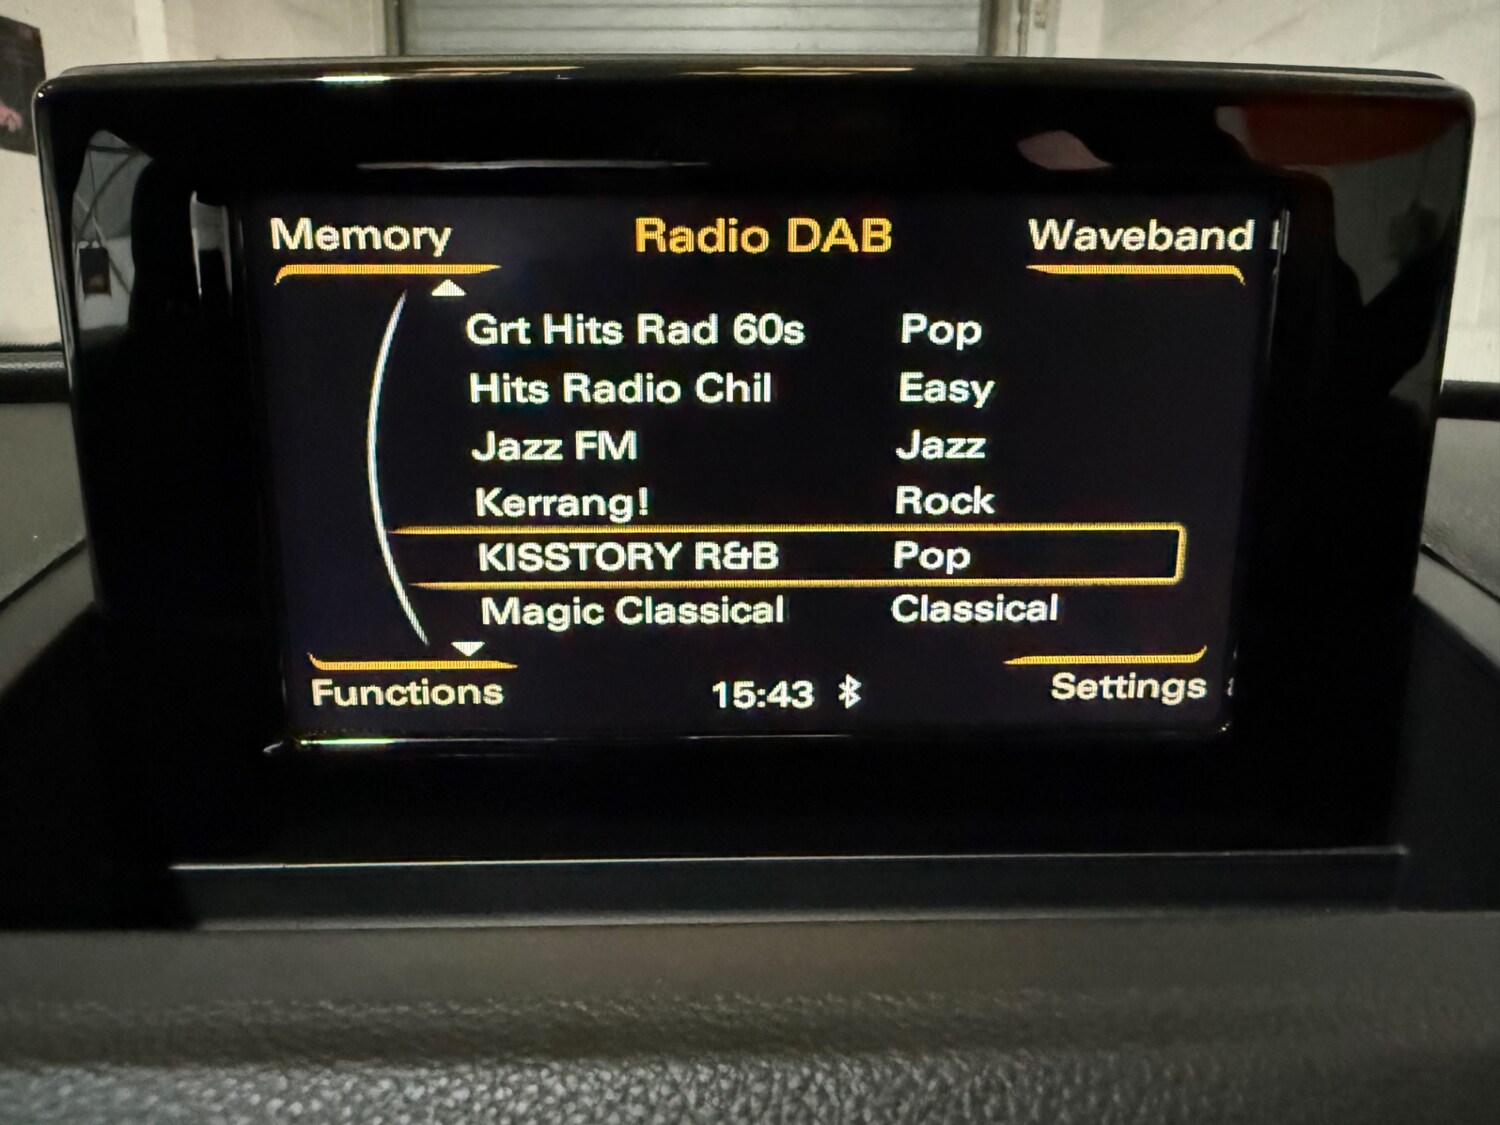 Memory Radio DAB Waveband
Grt Hits Rad 60s Pop
Hits Radio Chil Easy
Jazz FM Jazz
Kerrang! Rock
KISSTORY R&B Pop
Magic Classical Classical
Functions 15:43 Settings